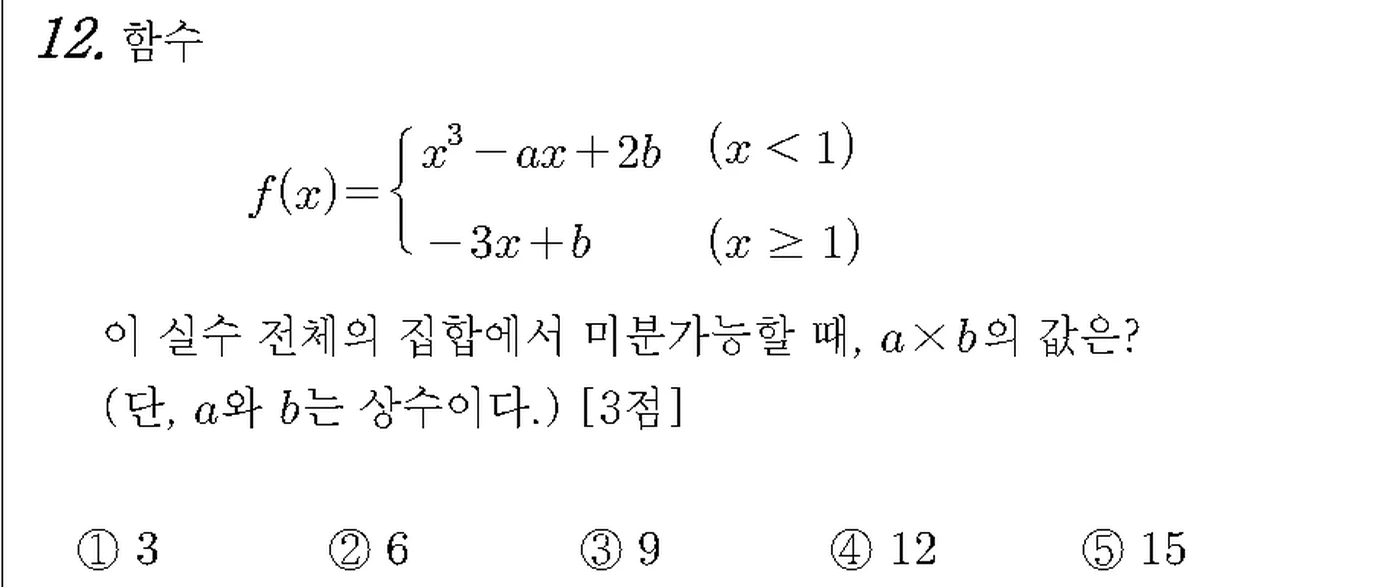 12. 함수
f(x)={ x³−ax+2b (x < 1)
−3x+b (x ≥ 1)
이 실수 전체의 집합에서 미분가능할 때, a×b의 값은?
(단, a와 b는 상수이다.) [3점]
① 3 ② 6 ③ 9 ④ 12 ⑤ 15